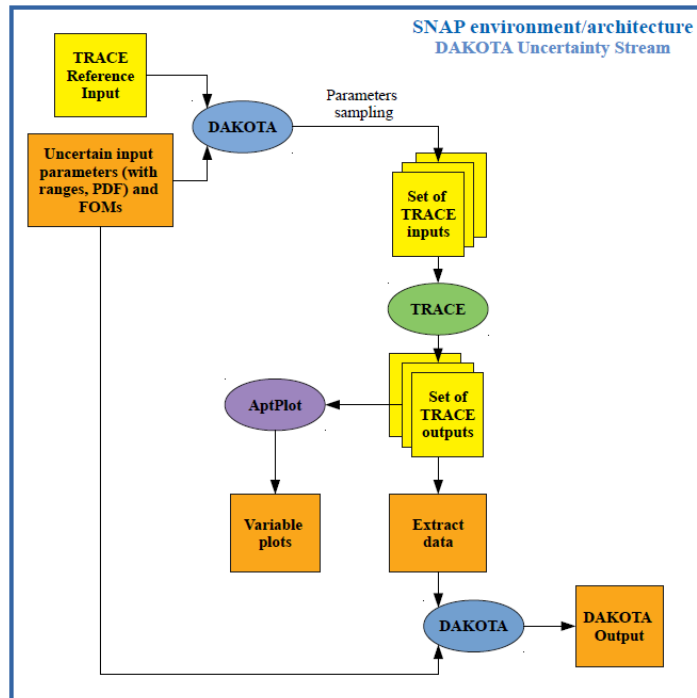 SNAP environment/architecture
DAKOTA Uncertainty Stream
TRACE
Reference
Input
DAKOTA
Parameters
sampling
Uncertain input
parameters (with
ranges, PDF) and
FOMs
Set of
TRACE
inputs
TRACE
AptPlot
Set of
TRACE
outputs
Variable
plots
Extract
data
DAKOTA
DAKOTA
Output